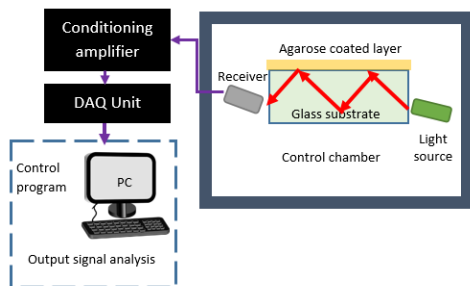 Conditioning
amplifier
DAQ Unit
Control
program
PC
Output signal analysis
Agarose coated layer
Receiver
Glass substrate
Light
source
Control chamber